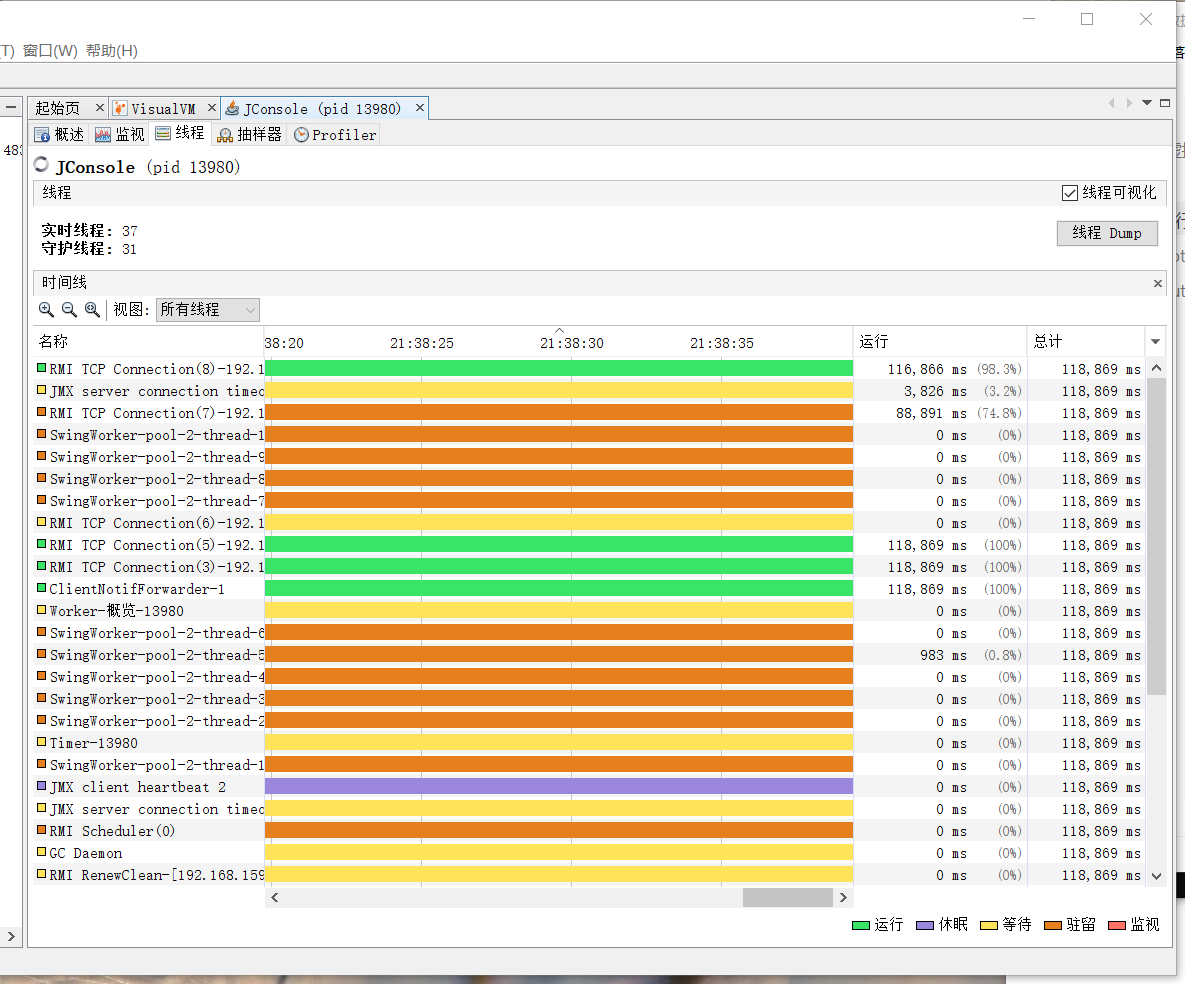 (T) 窗口(W) 帮助(H)
起始页 VisualVM JConsole (pid 13980)
概述 监视 线程 抽样器 Profiler
483
JConsole (pid 13980)
线程 线程可视化
实时线程: 37
守护线程: 31
线程 Dump
时间线
视图: 所有线程
名称 38:20 21:38:25 21:38:30 21:38:35 运行 总计
RMI TCP Connection(8)-192.1 116,866 ms (98.3%) 118,869 ms
JMX server connection timeo 3,826 ms (3.2%) 118,869 ms
RMI TCP Connection(7)-192.1 88,891 ms (74.8%) 118,869 ms
SwingWorker-pool-2-thread-1 0 ms (0%) 118,869 ms
SwingWorker-pool-2-thread-9 0 ms (0%) 118,869 ms
SwingWorker-pool-2-thread-8 0 ms (0%) 118,869 ms
SwingWorker-pool-2-thread-7 0 ms (0%) 118,869 ms
RMI TCP Connection(6)-192.1 0 ms (0%) 118,869 ms
RMI TCP Connection(5)-192.1 118,869 ms (100%) 118,869 ms
RMI TCP Connection(3)-192.1 118,869 ms (100%) 118,869 ms
ClientNotifForwarder-1 118,869 ms (100%) 118,869 ms
Worker-概览-13980 0 ms (0%) 118,869 ms
SwingWorker-pool-2-thread-6 0 ms (0%) 118,869 ms
SwingWorker-pool-2-thread-5 983 ms (0.8%) 118,869 ms
SwingWorker-pool-2-thread-4 0 ms (0%) 118,869 ms
SwingWorker-pool-2-thread-3 0 ms (0%) 118,869 ms
SwingWorker-pool-2-thread-2 0 ms (0%) 118,869 ms
Timer-13980 0 ms (0%) 118,869 ms
SwingWorker-pool-2-thread-1 0 ms (0%) 118,869 ms
JMX client heartbeat 2 0 ms (0%) 118,869 ms
JMX server connection timeo 0 ms (0%) 118,869 ms
RMI Scheduler(0) 0 ms (0%) 118,869 ms
GC Daemon 0 ms (0%) 118,869 ms
RMI RenewClean-[192.168.159 0 ms (0%) 118,869 ms
运行 休眠 等待 驻留 监视